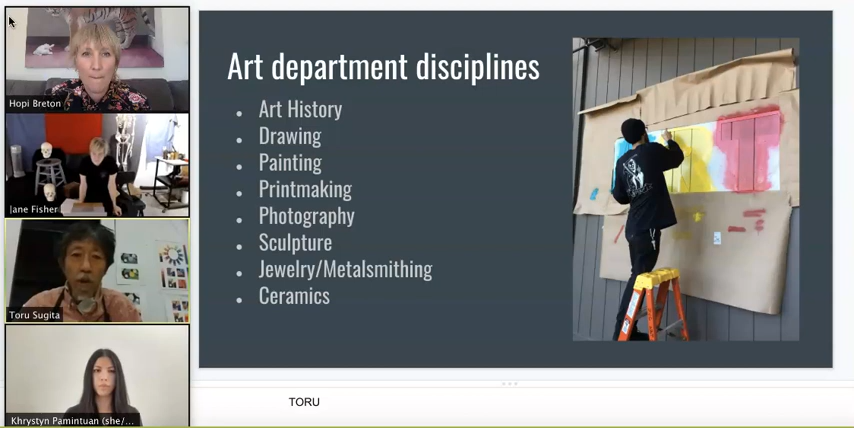 Hopi Breton
Jane Fisher
Toru Sugita
Khrystyn Pamintuan (she/...
Art department disciplines
Art History
Drawing
Painting
Printmaking
Photography
Sculpture
Jewelry/Metalsmithing
Ceramics
TORU